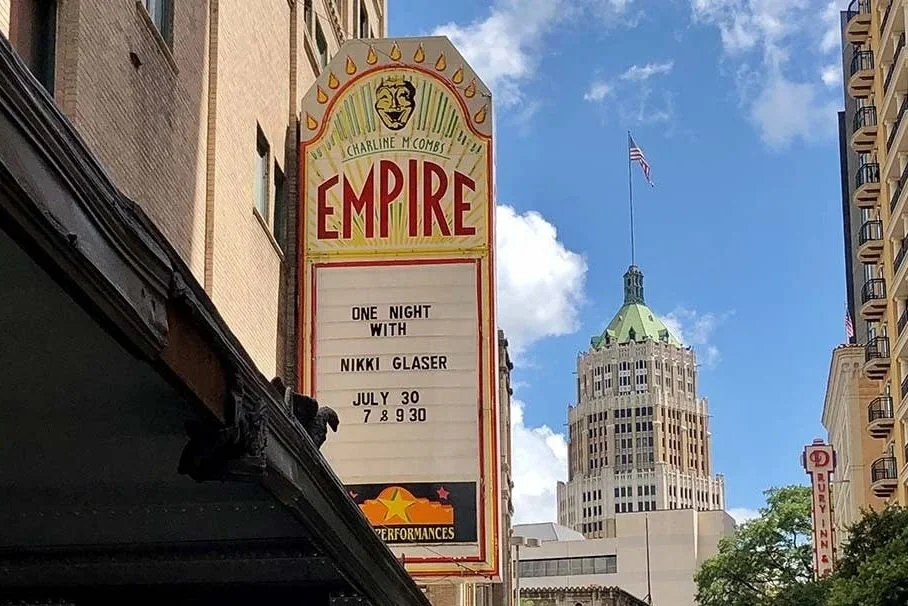 CHARLINE McCOMBS
EMPIRE
ONE NIGHT
WITH
NIKKI GLASER
JULY 30
7 & 9 30
PERFORMANCES
D
DRURY INN &